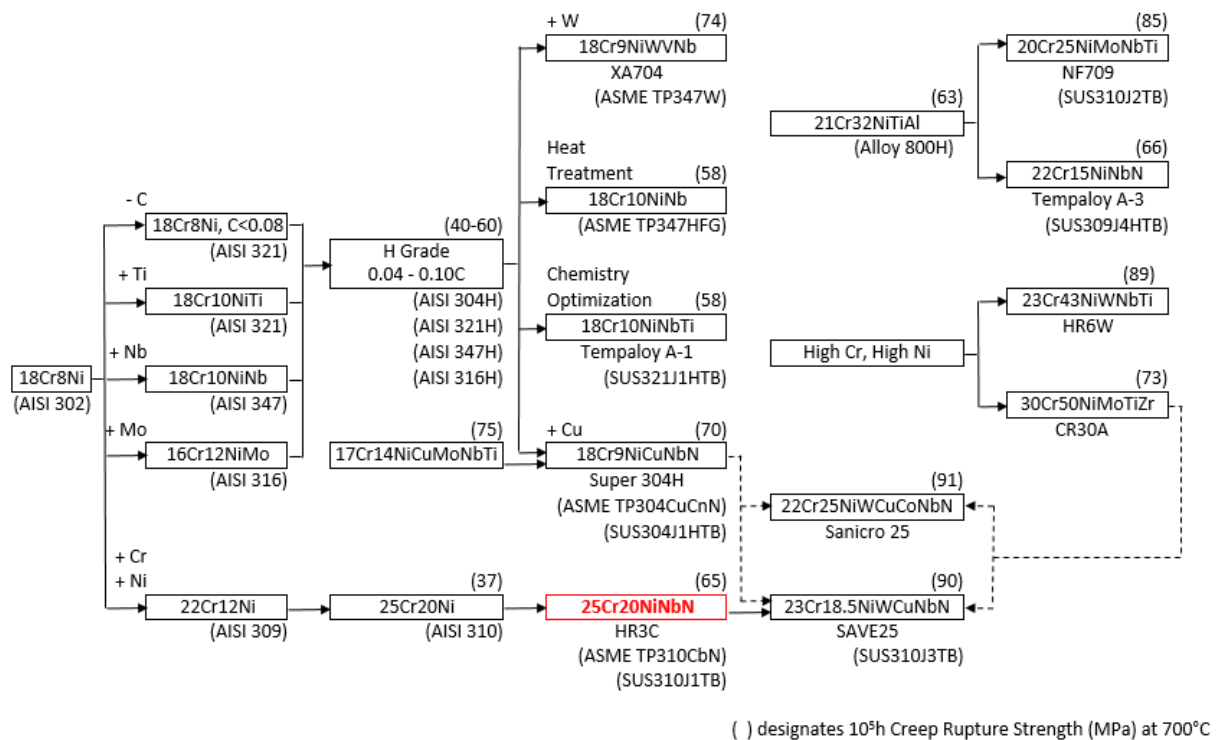 + W
(74)
18Cr9NiWVNb
XA704
(ASME TP347W)
Heat
Treatment
(58)
18Cr10NiNb
(ASME TP347HFG)
Chemistry
Optimization
(58)
18Cr10NiNbTi
Tempaloy A-1
(SUS321J1HTB)
+ Cu
(70)
18Cr9NiCuNbN
Super 304H
(ASME TP304CuCnN)
(SUS304J1HTB)
- C
18Cr8Ni, C<0.08
(AISI 321)
+ Ti
18Cr10NiTi
(AISI 321)
+ Nb
18Cr10NiNb
(AISI 347)
+ Mo
16Cr12NiMo
(AISI 316)
18Cr8Ni
(AISI 302)
(40-60)
H Grade
0.04 - 0.10C
(AISI 304H)
(AISI 321H)
(AISI 347H)
(AISI 316H)
(75)
17Cr14NiCuMoNbTi
+ Cr
+ Ni
22Cr12Ni
(AISI 309)
(37)
25Cr20Ni
(AISI 310)
(65)
25Cr20NiNbN
HR3C
(ASME TP310CbN)
(SUS310J1TB)
(85)
20Cr25NiMoNbTi
NF709
(SUS310J2TB)
(63)
21Cr32NiTiAl
(Alloy 800H)
(66)
22Cr15NiNbN
Tempaloy A-3
(SUS309J4HTB)
(89)
23Cr43NiWNbTi
HR6W
High Cr, High Ni
(73)
30Cr50NiMoTiZr
CR30A
(91)
22Cr25NiWCuCoNbN
Sanicro 25
(90)
23Cr18.5NiWCuNbN
SAVE25
(SUS310J3TB)
( ) designates 10⁵h Creep Rupture Strength (MPa) at 700°C